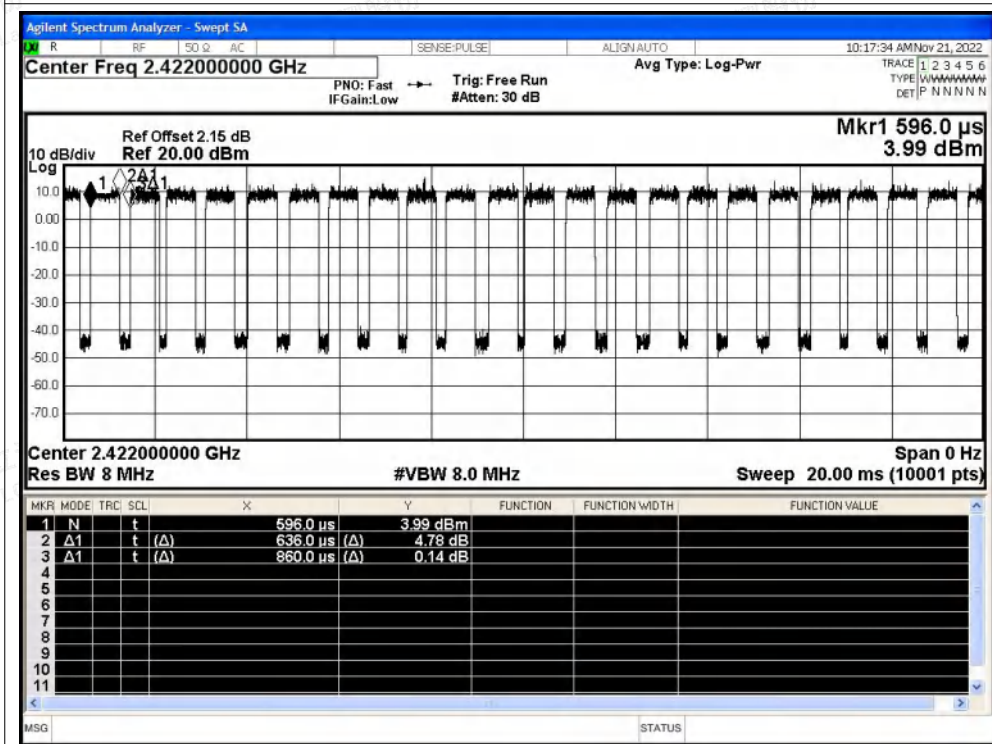 Agilent Spectrum Analyzer - Swept SA
LXI R RF 50 Ω AC SENSE:PULSE ALIGN AUTO 10:17:34 AM Nov 21, 2022
Center Freq 2.422000000 GHz Avg Type: Log-Pwr TRACE 1 2 3 4 5 6
PNO: Fast Trig: Free Run TYPE WWWWWW
IFGain:Low #Atten: 30 dB DET P N N N N N
Mkr1 596.0 µs
Ref Offset 2.15 dB
10 dB/div Ref 20.00 dBm 3.99 dBm
Log
1 2Δ1 3Δ1
10.0
0.00
-10.0
-20.0
-30.0
-40.0
-50.0
-60.0
-70.0
Center 2.422000000 GHz Span 0 Hz
Res BW 8 MHz #VBW 8.0 MHz Sweep 20.00 ms (10001 pts)
MKR MODE TRC SCL X Y FUNCTION FUNCTION WIDTH FUNCTION VALUE
1 N t 596.0 µs 3.99 dBm
2 Δ1 t (Δ) 636.0 µs (Δ) 4.78 dB
3 Δ1 t (Δ) 860.0 µs (Δ) 0.14 dB
4
5
6
7
8
9
10
11
MSG STATUS